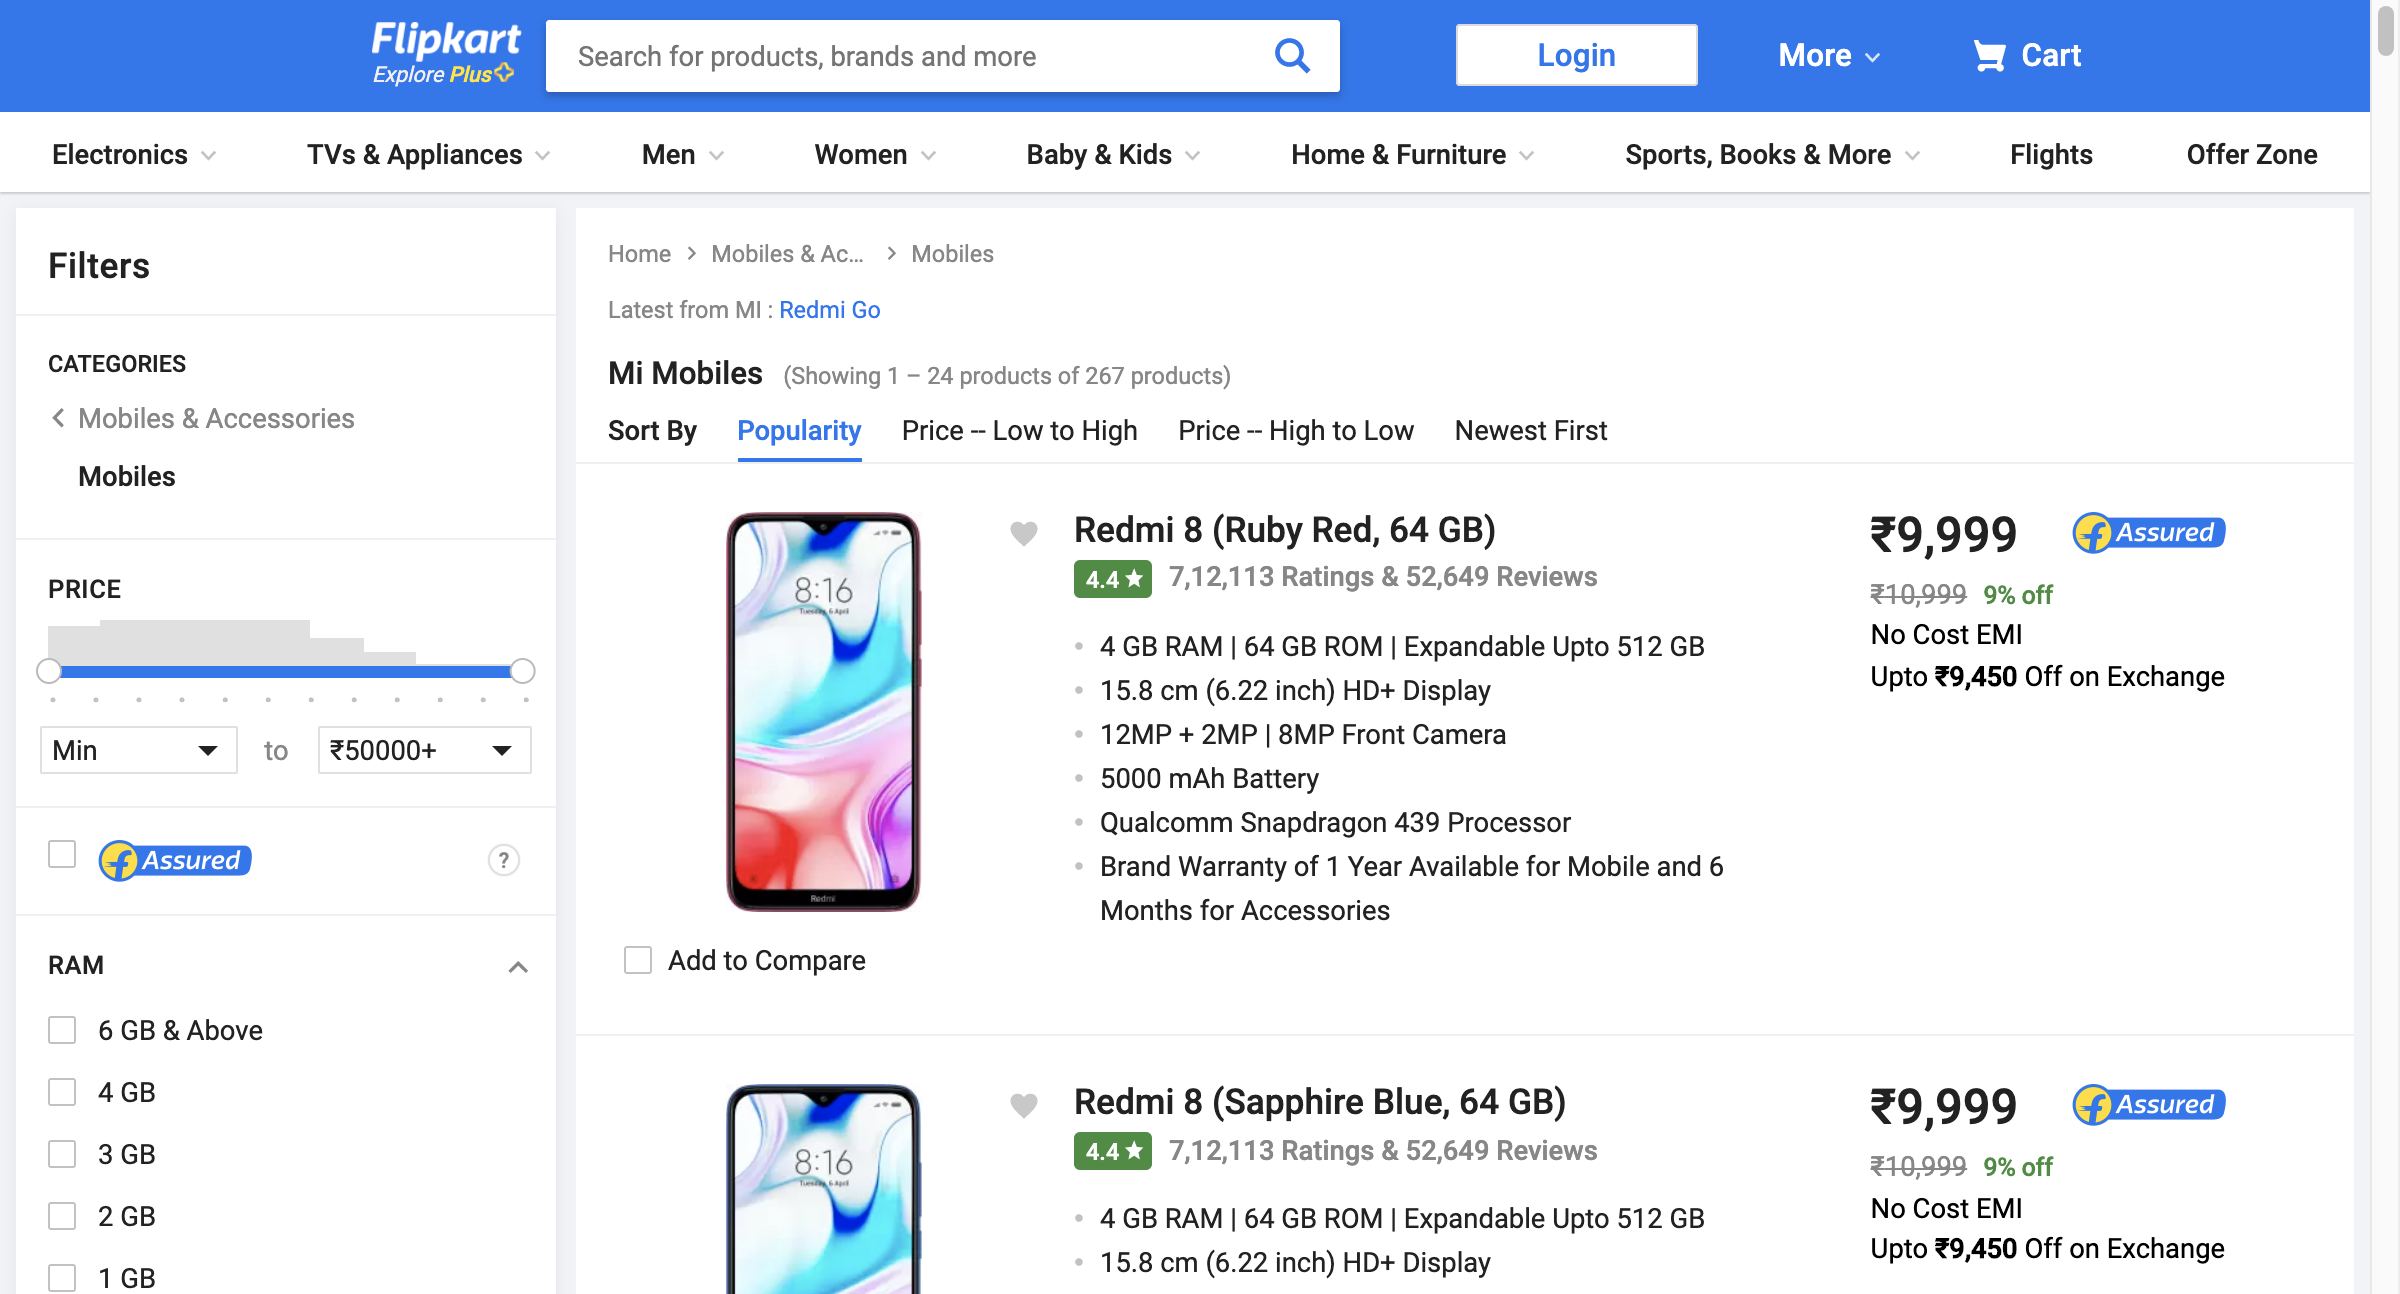 Flipkart
Explore Plus
Search for products, brands and more
Login
More
Cart
Electronics
TVs & Appliances
Men
Women
Baby & Kids
Home & Furniture
Sports, Books & More
Flights
Offer Zone
Filters
CATEGORIES
Mobiles & Accessories
Mobiles
PRICE
Min
to
₹50000+
Assured
?
RAM
6 GB & Above
4 GB
3 GB
2 GB
1 GB
Home > Mobiles & Ac... > Mobiles
Latest from MI : Redmi Go
Mi Mobiles (Showing 1 – 24 products of 267 products)
Sort By Popularity Price -- Low to High Price -- High to Low Newest First
8:16
Tuesday, 6 April
Redmi
Add to Compare
Redmi 8 (Ruby Red, 64 GB)
4.4 ★ 7,12,113 Ratings & 52,649 Reviews
4 GB RAM | 64 GB ROM | Expandable Upto 512 GB
15.8 cm (6.22 inch) HD+ Display
12MP + 2MP | 8MP Front Camera
5000 mAh Battery
Qualcomm Snapdragon 439 Processor
Brand Warranty of 1 Year Available for Mobile and 6
Months for Accessories
₹9,999
Assured
₹10,999 9% off
No Cost EMI
Upto ₹9,450 Off on Exchange
8:16
Tuesday, 6 April
Redmi 8 (Sapphire Blue, 64 GB)
4.4 ★ 7,12,113 Ratings & 52,649 Reviews
4 GB RAM | 64 GB ROM | Expandable Upto 512 GB
15.8 cm (6.22 inch) HD+ Display
₹9,999
Assured
₹10,999 9% off
No Cost EMI
Upto ₹9,450 Off on Exchange